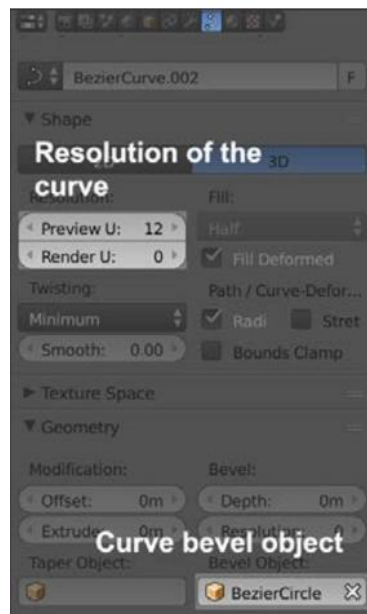 BezierCurve.002 F
Shape
Resolution of the
curve
3D
Resolution: Fill:
Preview U: 12 Half
Render U: 0 Fill Deformed
Twisting: Path / Curve-Defor...
Minimum Radi Stret
Smooth: 0.00 Bounds Clamp
Texture Space
Geometry
Modification: Bevel:
Offset: 0m Depth: 0m
Extrude: 0m Resolution: 0
Curve bevel object
Taper Object: Bevel Object:
BezierCircle